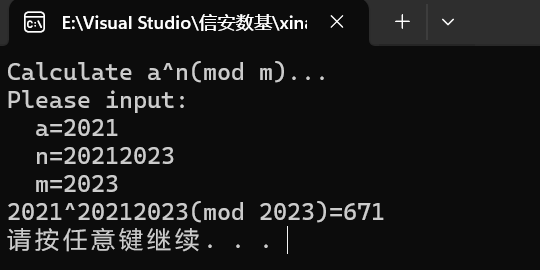 E:\Visual Studio\信安数基\xin
Calculate a^n(mod m)...
Please input:
  a=2021
  n=20212023
  m=2023
2021^20212023(mod 2023)=671
请按任意键继续. . .